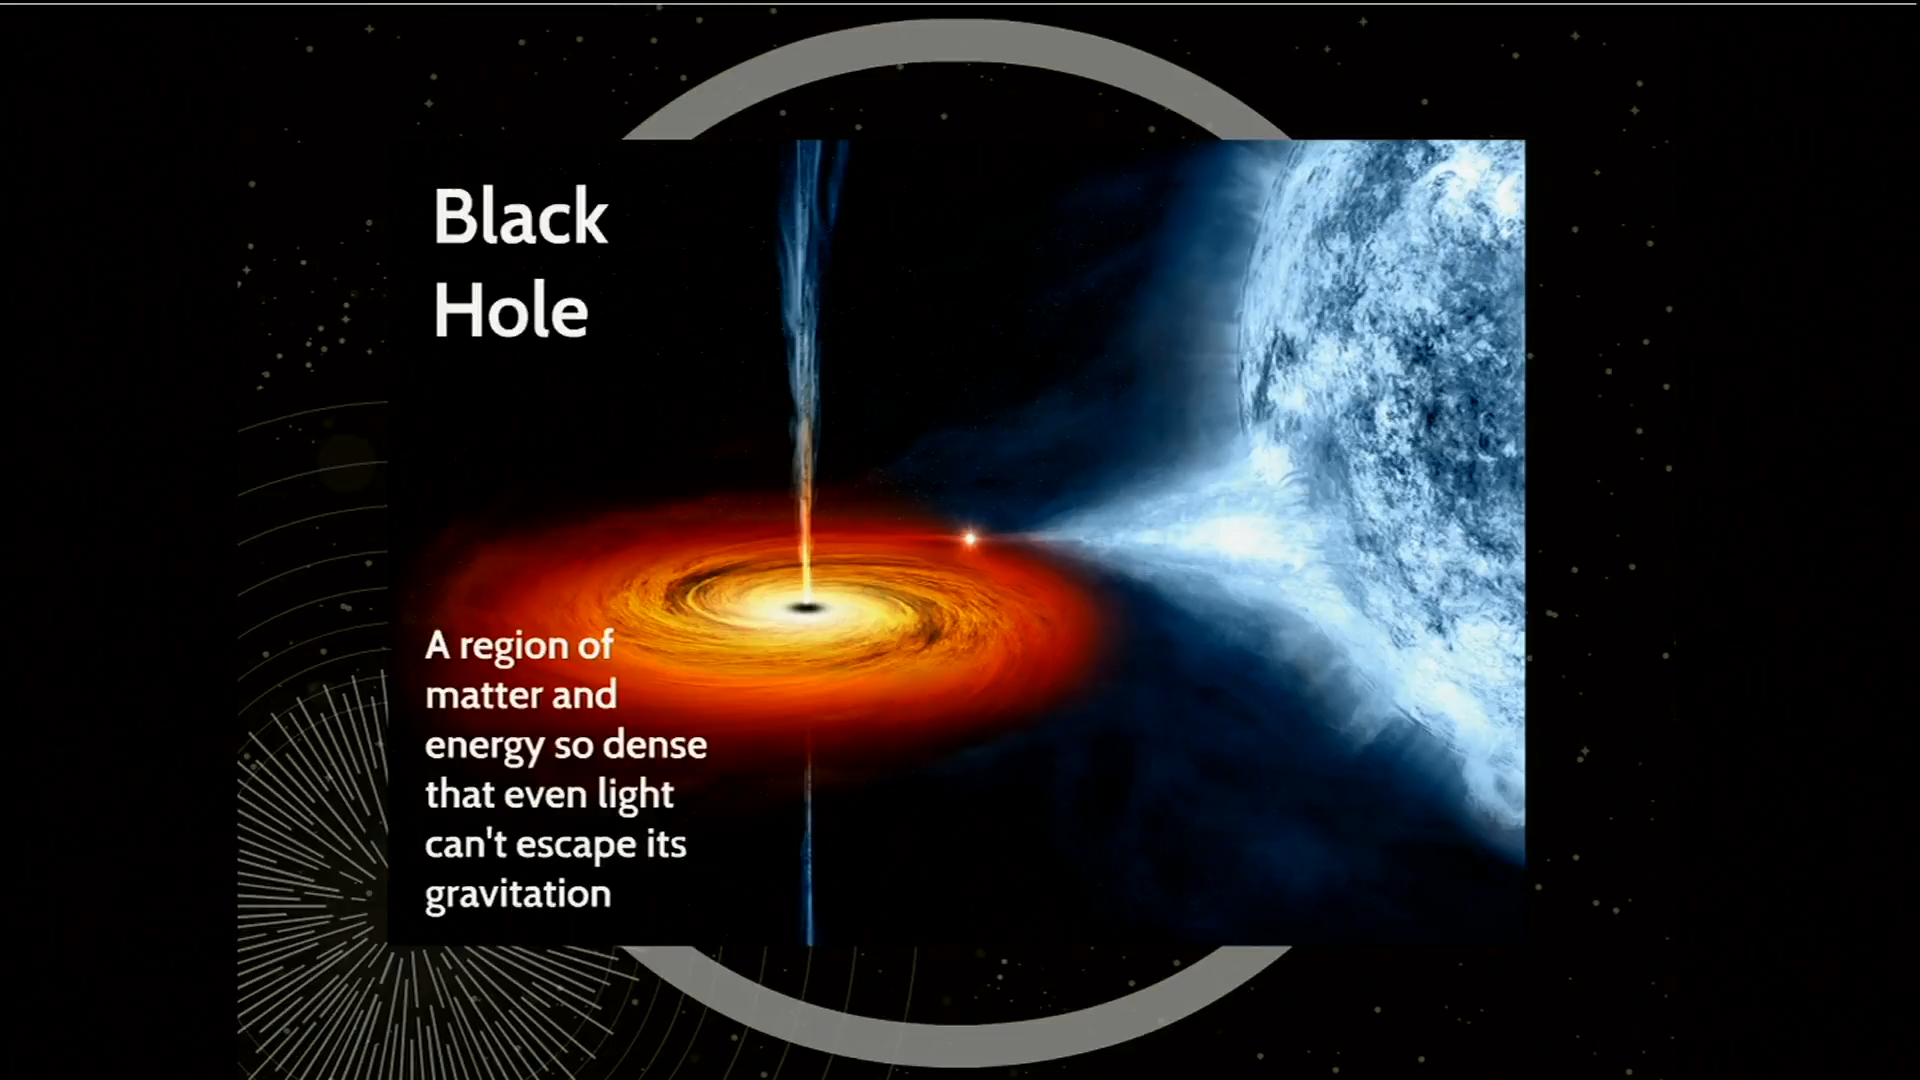 Black
Hole
A region of
matter and
energy so dense
that even light
can't escape its
gravitation